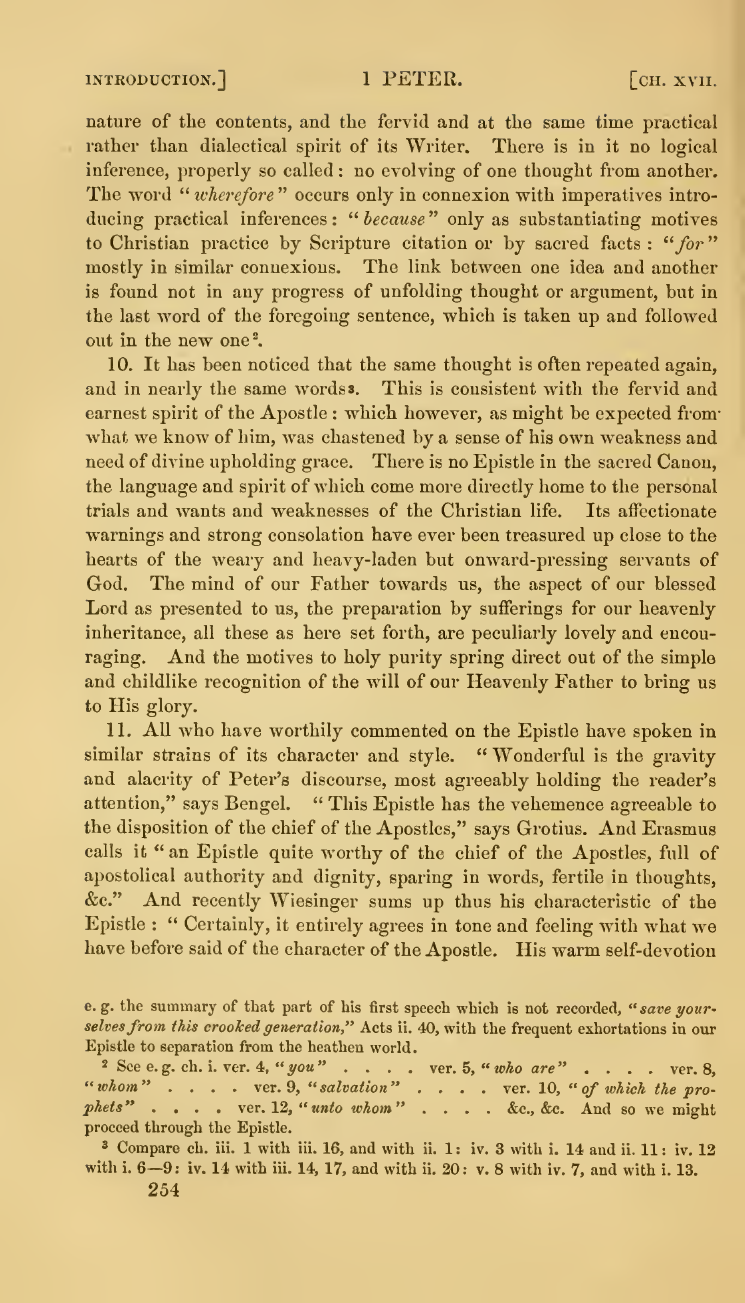 INTRODUCTION.] 1 PETER. [CH. XVII.
nature of the contents, and the fervid and at the same time practical
rather than dialectical spirit of its Writer. There is in it no logical
inference, properly so called : no evolving of one thought from another.
The word “ wherefore ” occurs only in connexion with imperatives intro-
ducing practical inferences : “ because ” only as substantiating motives
to Christian practice by Scripture citation or by sacred facts : “ for ”
mostly in similar connexions. The link between one idea and another
is found not in any progress of unfolding thought or argument, but in
the last word of the foregoing sentence, which is taken up and followed
out in the new one ².
10. It has been noticed that the same thought is often repeated again,
and in nearly the same words ³. This is consistent with the fervid and
earnest spirit of the Apostle : which however, as might be expected from
what we know of him, was chastened by a sense of his own weakness and
need of divine upholding grace. There is no Epistle in the sacred Canon,
the language and spirit of which come more directly home to the personal
trials and wants and weaknesses of the Christian life. Its affectionate
warnings and strong consolation have ever been treasured up close to the
hearts of the weary and heavy-laden but onward-pressing servants of
God. The mind of our Father towards us, the aspect of our blessed
Lord as presented to us, the preparation by sufferings for our heavenly
inheritance, all these as here set forth, are peculiarly lovely and encou-
raging. And the motives to holy purity spring direct out of the simple
and childlike recognition of the will of our Heavenly Father to bring us
to His glory.
11. All who have worthily commented on the Epistle have spoken in
similar strains of its character and style. “ Wonderful is the gravity
and alacrity of Peter’s discourse, most agreeably holding the reader’s
attention,” says Bengel. “ This Epistle has the vehemence agreeable to
the disposition of the chief of the Apostles,” says Grotius. And Erasmus
calls it “ an Epistle quite worthy of the chief of the Apostles, full of
apostolical authority and dignity, sparing in words, fertile in thoughts,
&c.” And recently Wiesinger sums up thus his characteristic of the
Epistle : “ Certainly, it entirely agrees in tone and feeling with what we
have before said of the character of the Apostle. His warm self-devotion
e. g. the summary of that part of his first speech which is not recorded, “ save your-
selves from this crooked generation,” Acts ii. 40, with the frequent exhortations in our
Epistle to separation from the heathen world.
² See e. g. ch. i. ver. 4, “ you ” . . . . ver. 5, “ who are ” . . . . ver. 8,
“ whom ” . . . . ver. 9, “ salvation ” . . . . ver. 10, “ of which the pro-
phets ” . . . . ver. 12, “ unto whom ” . . . . &c., &c. And so we might
proceed through the Epistle.
³ Compare ch. iii. 1 with iii. 16, and with ii. 1 : iv. 3 with i. 14 and ii. 11 : iv. 12
with i. 6—9 : iv. 14 with iii. 14, 17, and with ii. 20 : v. 8 with iv. 7, and with i. 13.
254